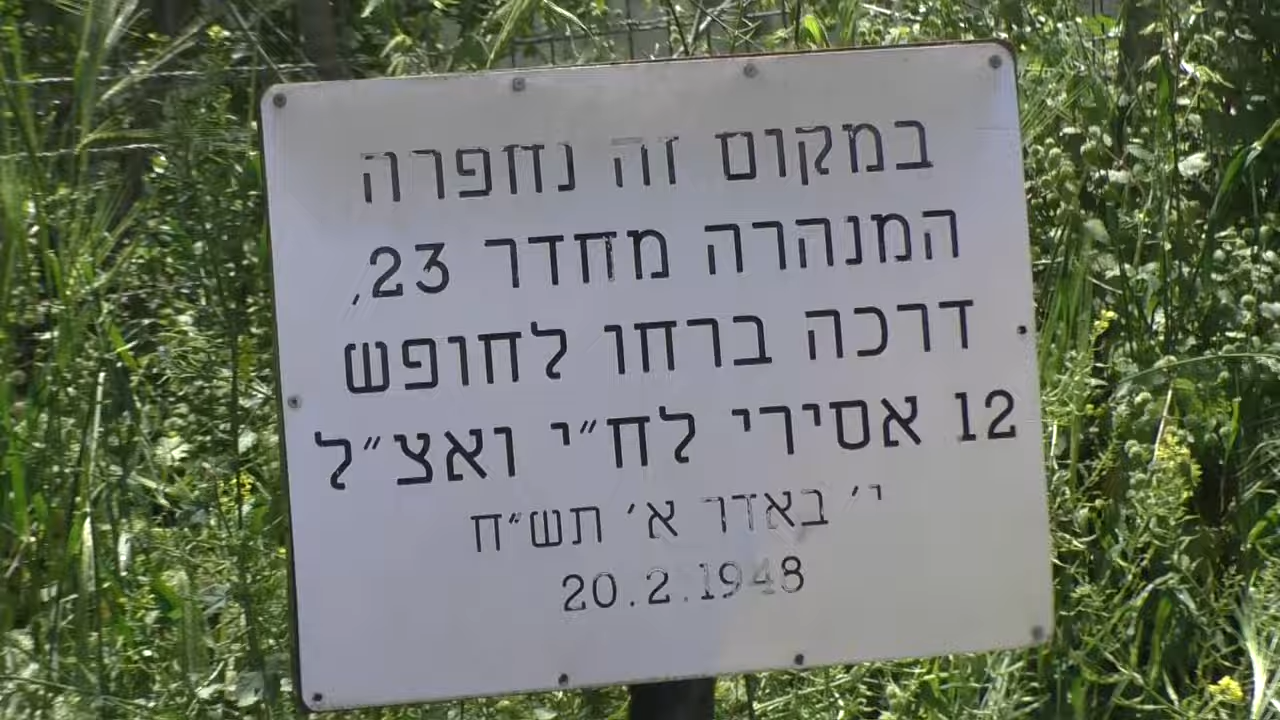 במקום זה נחפרה
המנהרה מחדר 23,
דרכה ברחו לחופש
12 אסירי לח״י ואצ״ל
י׳ באדר א׳ תש״ח
20.2.1948